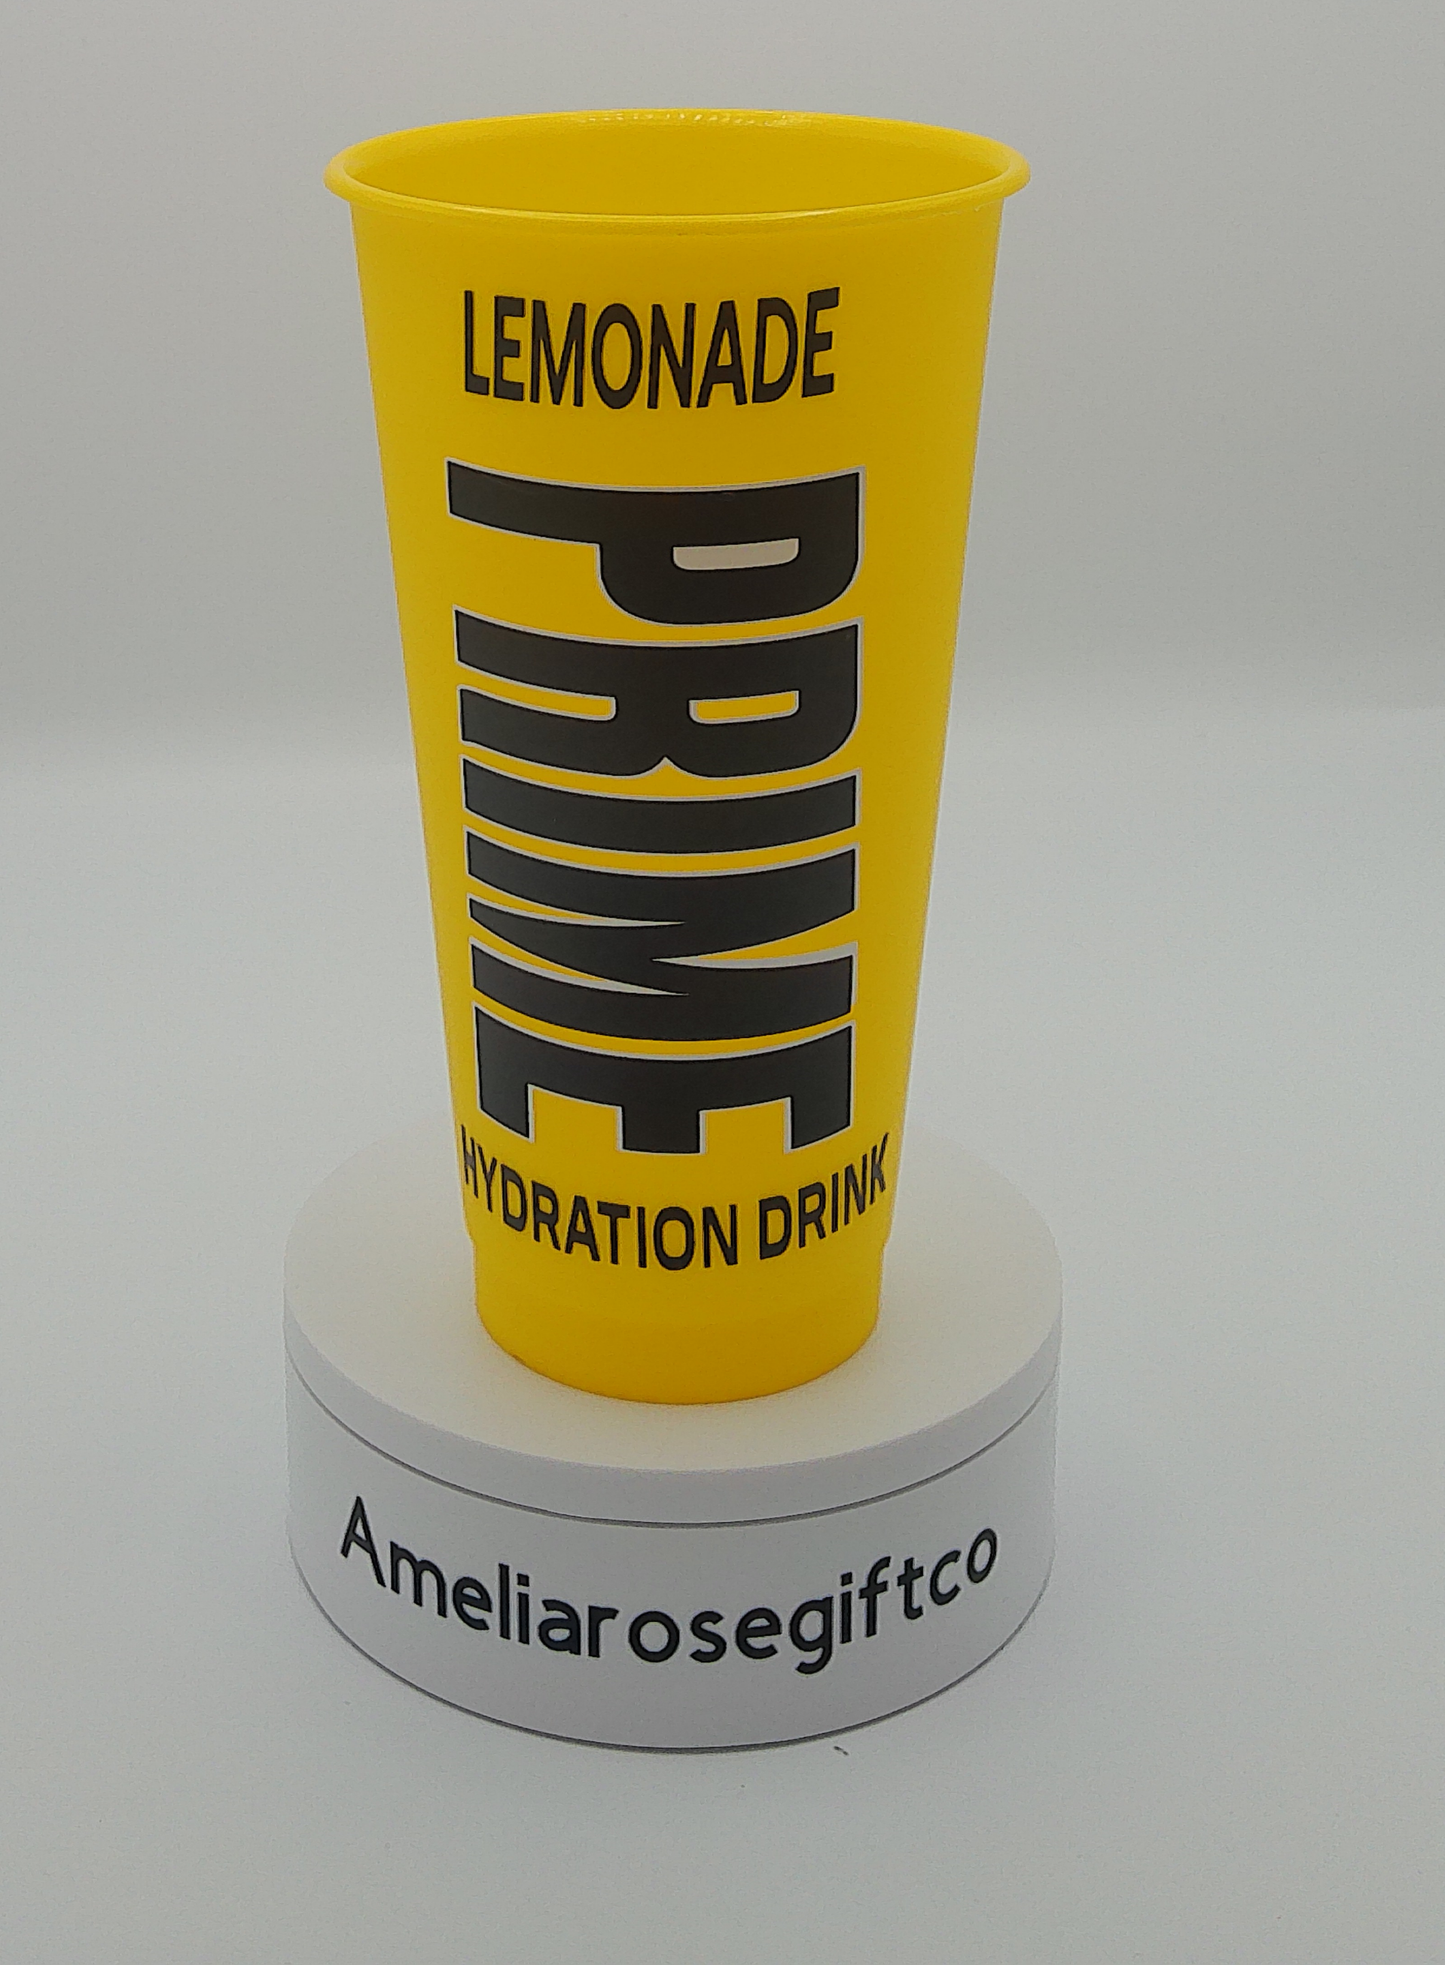 LEMONADE
PRIME
HYDRATION DRINK
Ameliarosegiftco